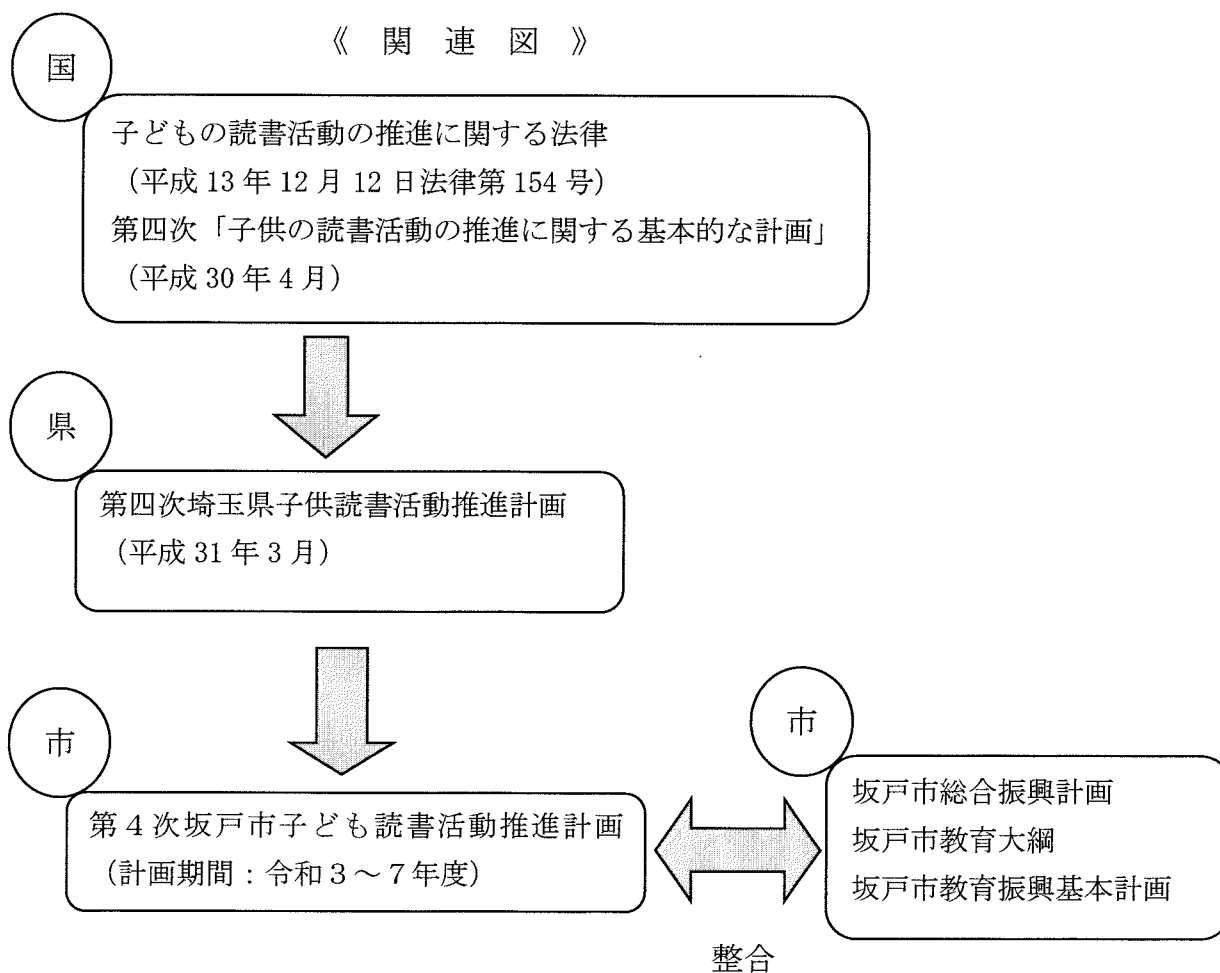 《 関 連 図 》
国
子どもの読書活動の推進に関する法律
(平成 13 年 12 月 12 日法律第 154 号)
第四次「子供の読書活動の推進に関する基本的な計画」
(平成 30 年 4 月)
県
第四次埼玉県子供読書活動推進計画
(平成 31 年 3 月)
市
第4次坂戸市子ども読書活動推進計画
(計画期間:令和3~7年度)
市
坂戸市総合振興計画
坂戸市教育大綱
坂戸市教育振興基本計画
整合